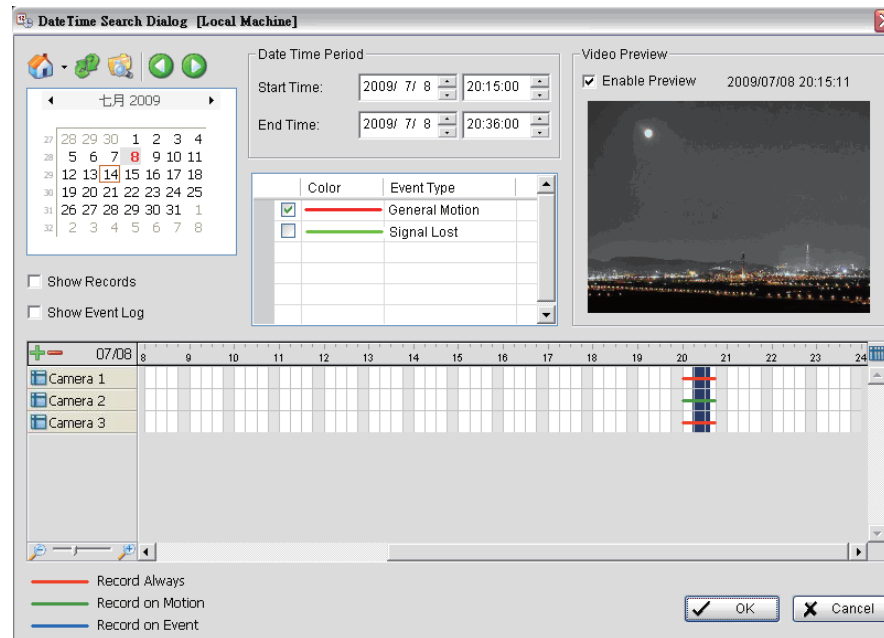 DateTime Search Dialog [Local Machine]
七月 2009
27 28 29 30 1 2 3 4
28 5 6 7 8 9 10 11
29 12 13 14 15 16 17 18
30 19 20 21 22 23 24 25
31 26 27 28 29 30 31 1
32 2 3 4 5 6 7 8
Show Records
Show Event Log
Date Time Period
Start Time: 2009/ 7/ 8 20:15:00
End Time: 2009/ 7/ 8 20:36:00
Color Event Type
General Motion
Signal Lost
Video Preview
Enable Preview 2009/07/08 20:15:11
07/08 8 9 10 11 12 13 14 15 16 17 18 19 20 21 22 23 24
Camera 1
Camera 2
Camera 3
Record Always
Record on Motion
Record on Event
OK Cancel